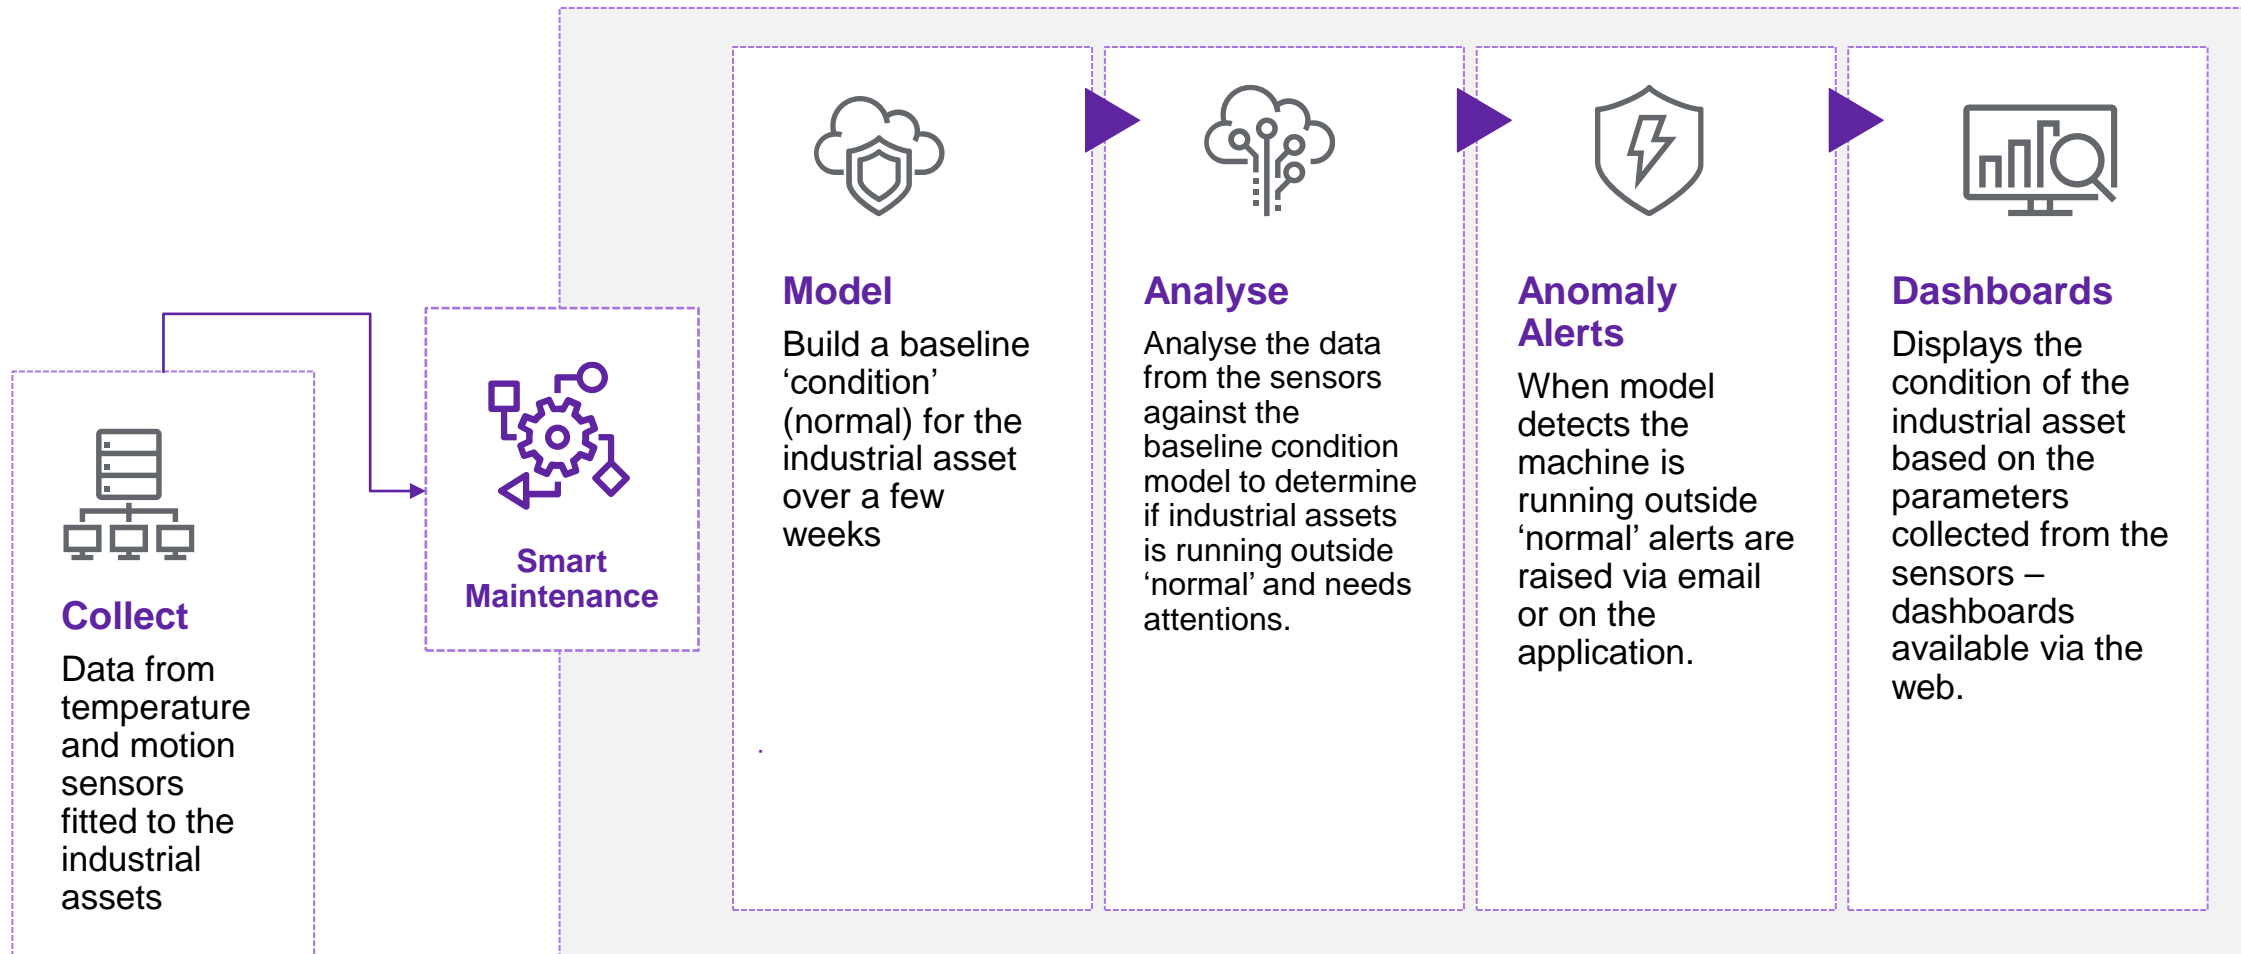 Collect
Data from
temperature
and motion
sensors
fitted to the
industrial
assets
Smart
Maintenance
Model
Build a baseline
‘condition’
(normal) for the
industrial asset
over a few
weeks
.
Analyse
Analyse the data
from the sensors
against the
baseline condition
model to determine
if industrial assets
is running outside
‘normal’ and needs
attentions.
Anomaly
Alerts
When model
detects the
machine is
running outside
‘normal’ alerts are
raised via email
or on the
application.
Dashboards
Displays the
condition of the
industrial asset
based on the
parameters
collected from the
sensors –
dashboards
available via the
web.